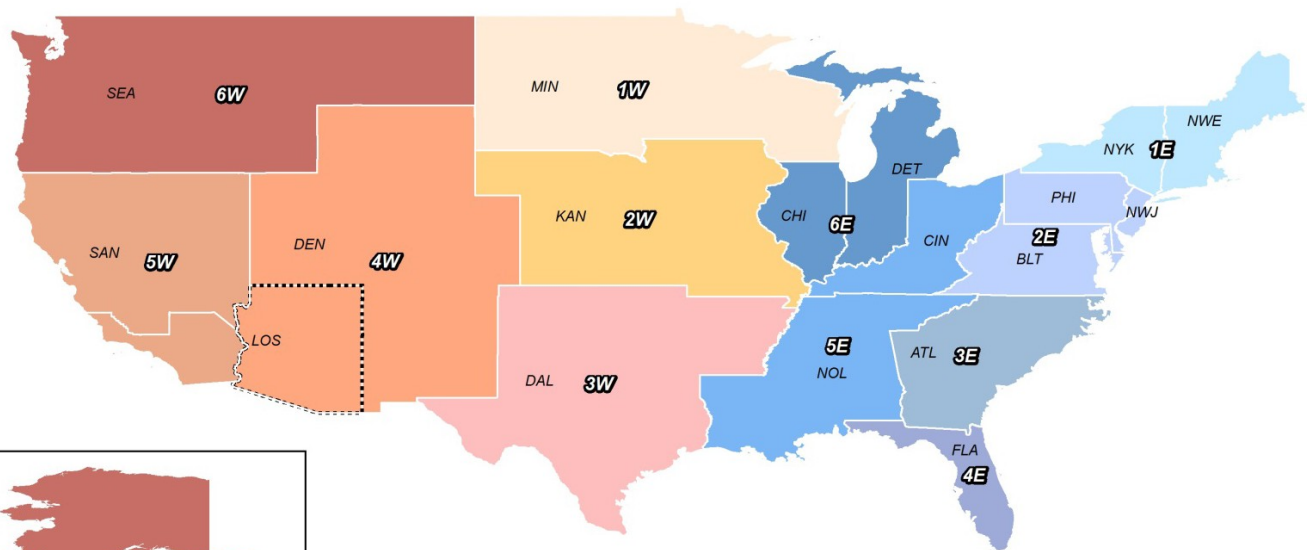 SEA 6W
MIN 1W
NWE
NYK 1E
DET
PHI
NWJ
CHI 6E
KAN 2W
CIN
2E
BLT
DEN
SAN 5W
4W
LOS
5E
NOL
ATL 3E
DAL 3W
FLA
4E